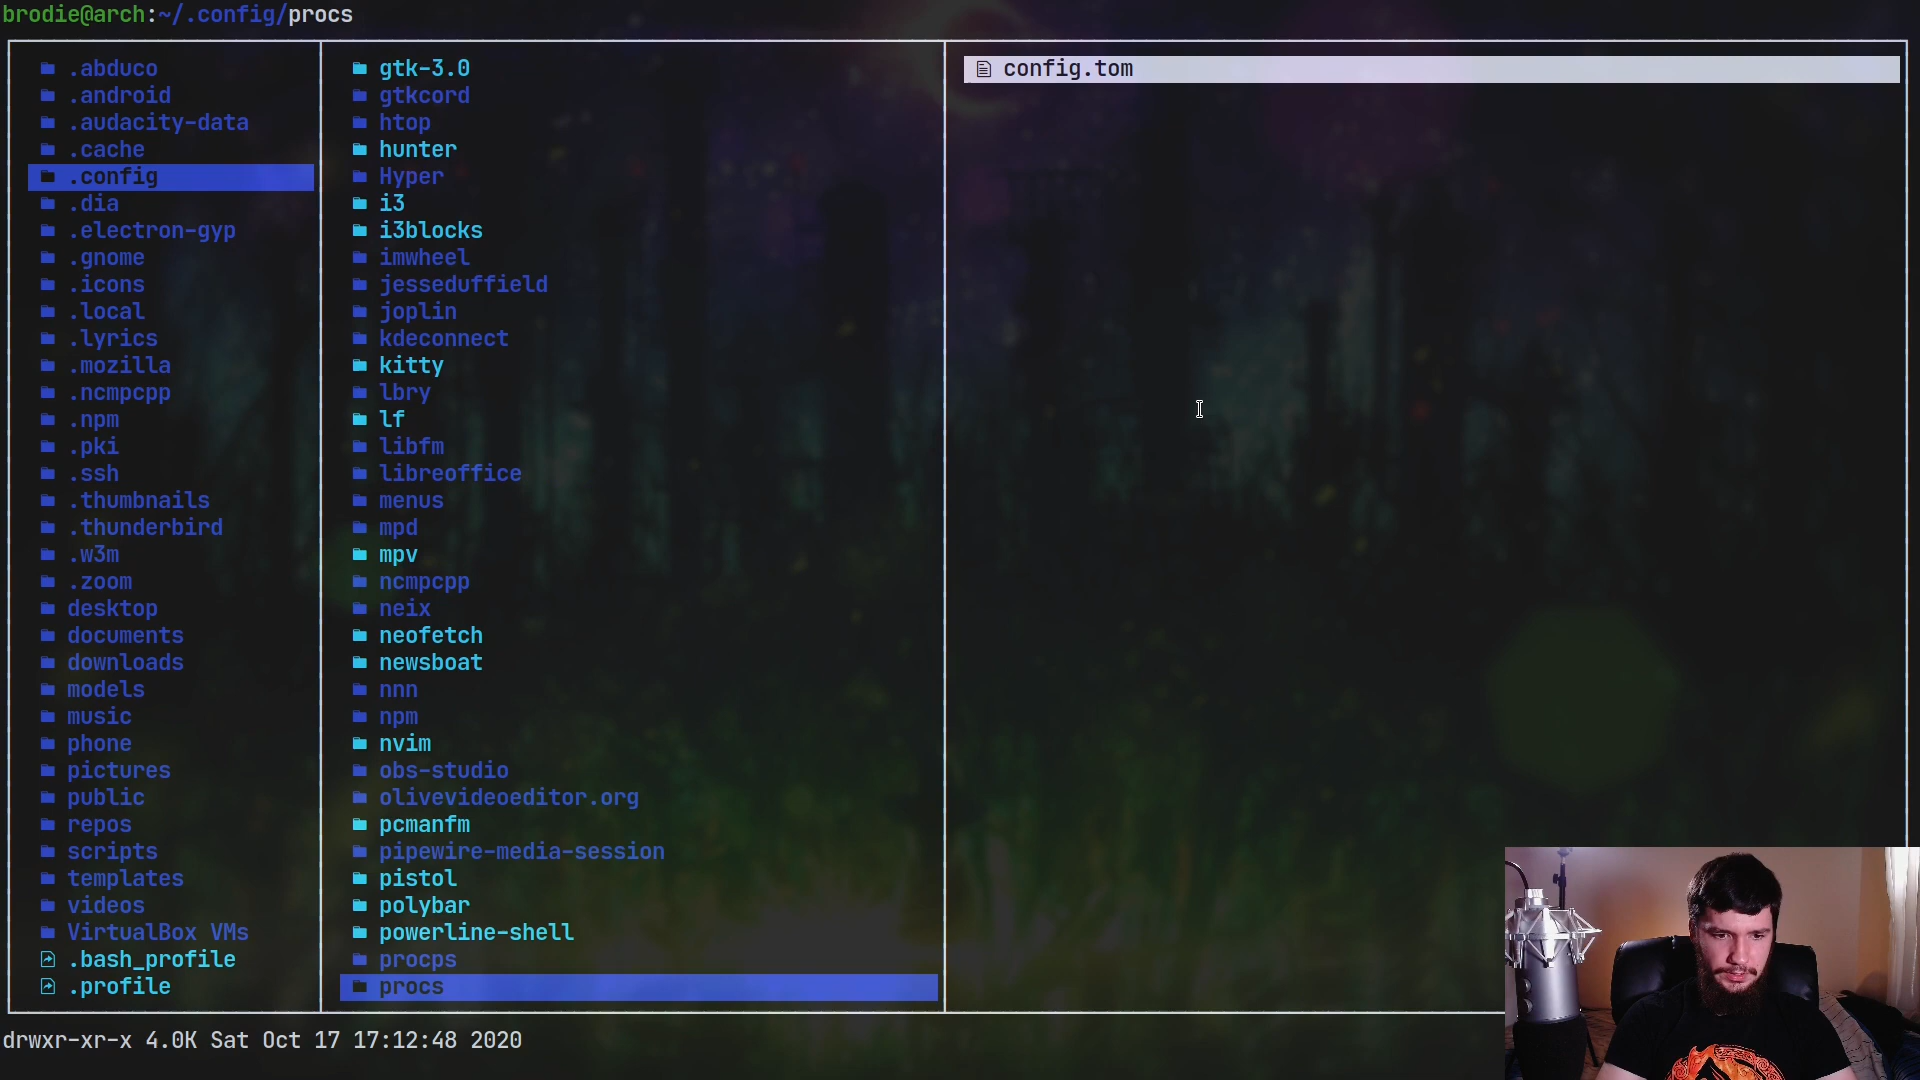 brodie@arch:~/.config/procs
.abduco
.android
.audacity-data
.cache
.config
.dia
.electron-gyp
.gnome
.icons
.local
.lyrics
.mozilla
.ncmpcpp
.npm
.pki
.ssh
.thumbnails
.thunderbird
.w3m
.zoom
desktop
documents
downloads
models
music
phone
pictures
public
repos
scripts
templates
videos
VirtualBox VMs
.bash_profile
.profile
gtk-3.0
gtkcord
htop
hunter
Hyper
i3
i3blocks
imwheel
jesseduffield
joplin
kdeconnect
kitty
lbry
lf
libfm
libreoffice
menus
mpd
mpv
ncmpcpp
neix
neofetch
newsboat
nnn
npm
nvim
obs-studio
olivevideoeditor.org
pcmanfm
pipewire-media-session
pistol
polybar
powerline-shell
procps
procs
config.tom
drwxr-xr-x 4.0K Sat Oct 17 17:12:48 2020